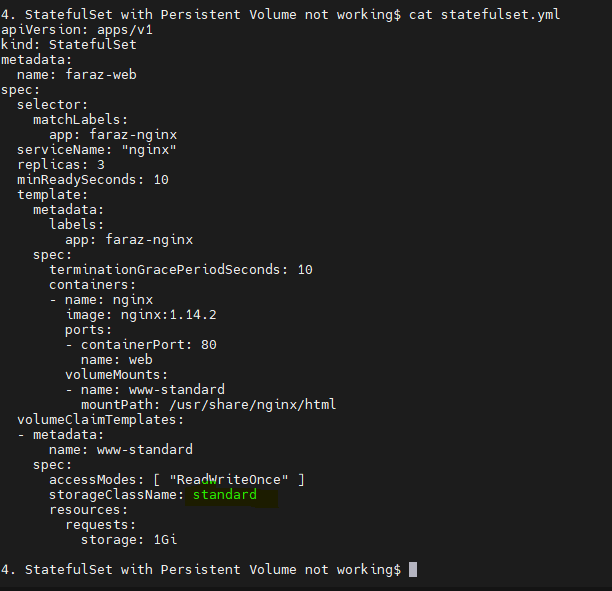 4. StatefulSet with Persistent Volume not working$ cat statefulset.yml
apiVersion: apps/v1
kind: StatefulSet
metadata:
  name: faraz-web
spec:
  selector:
    matchLabels:
      app: faraz-nginx
  serviceName: "nginx"
  replicas: 3
  minReadySeconds: 10
  template:
    metadata:
      labels:
        app: faraz-nginx
    spec:
      terminationGracePeriodSeconds: 10
      containers:
      - name: nginx
        image: nginx:1.14.2
        ports:
        - containerPort: 80
          name: web
        volumeMounts:
        - name: www-standard
          mountPath: /usr/share/nginx/html
  volumeClaimTemplates:
  - metadata:
      name: www-standard
    spec:
      accessModes: [ "ReadWriteOnce" ]
      storageClassName: standard
      resources:
        requests:
          storage: 1Gi
4. StatefulSet with Persistent Volume not working$